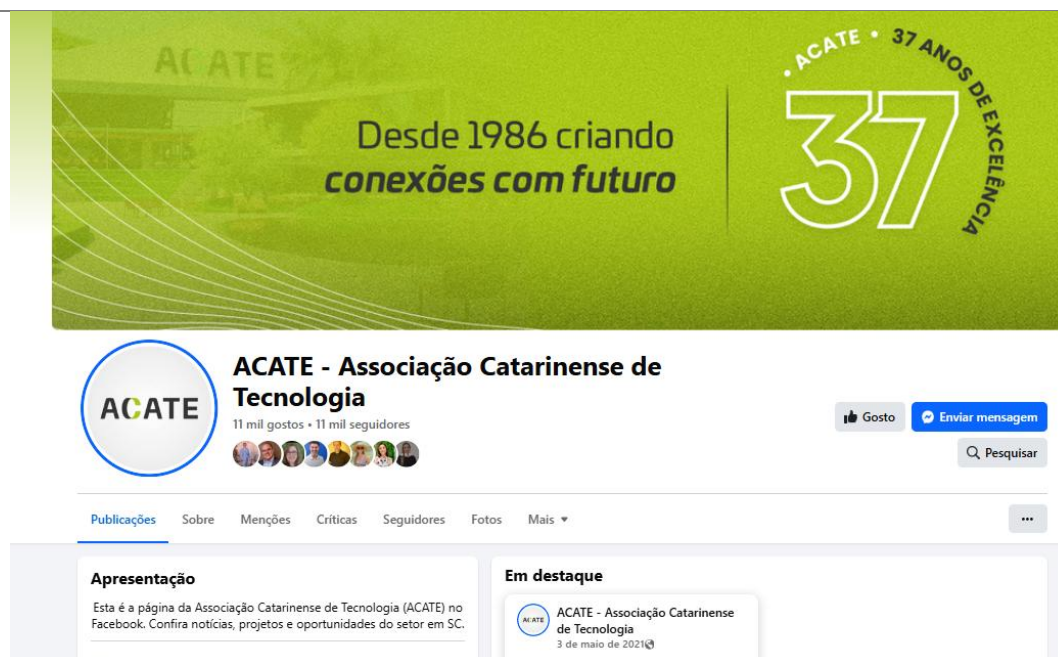 ACATE
Desde 1986 criando
conexões com futuro
• ACATE • 37 ANOS DE EXCELÊNCIA
37
ACATE
ACATE - Associação Catarinense de
Tecnologia
11 mil gostos • 11 mil seguidores
Gosto
Enviar mensagem
Pesquisar
Publicações
Sobre
Menções
Críticas
Seguidores
Fotos
Mais
...
Apresentação
Esta é a página da Associação Catarinense de Tecnologia (ACATE) no
Facebook. Confira notícias, projetos e oportunidades do setor em SC.
Em destaque
ACATE
ACATE - Associação Catarinense
de Tecnologia
3 de maio de 2021